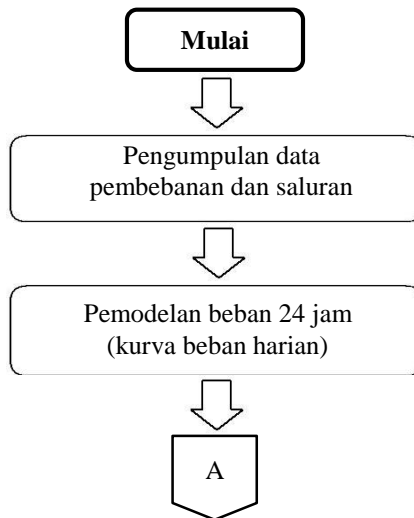 Mulai
Pengumpulan data
pembebanan dan saluran
Pemodelan beban 24 jam
(kurva beban harian)
A